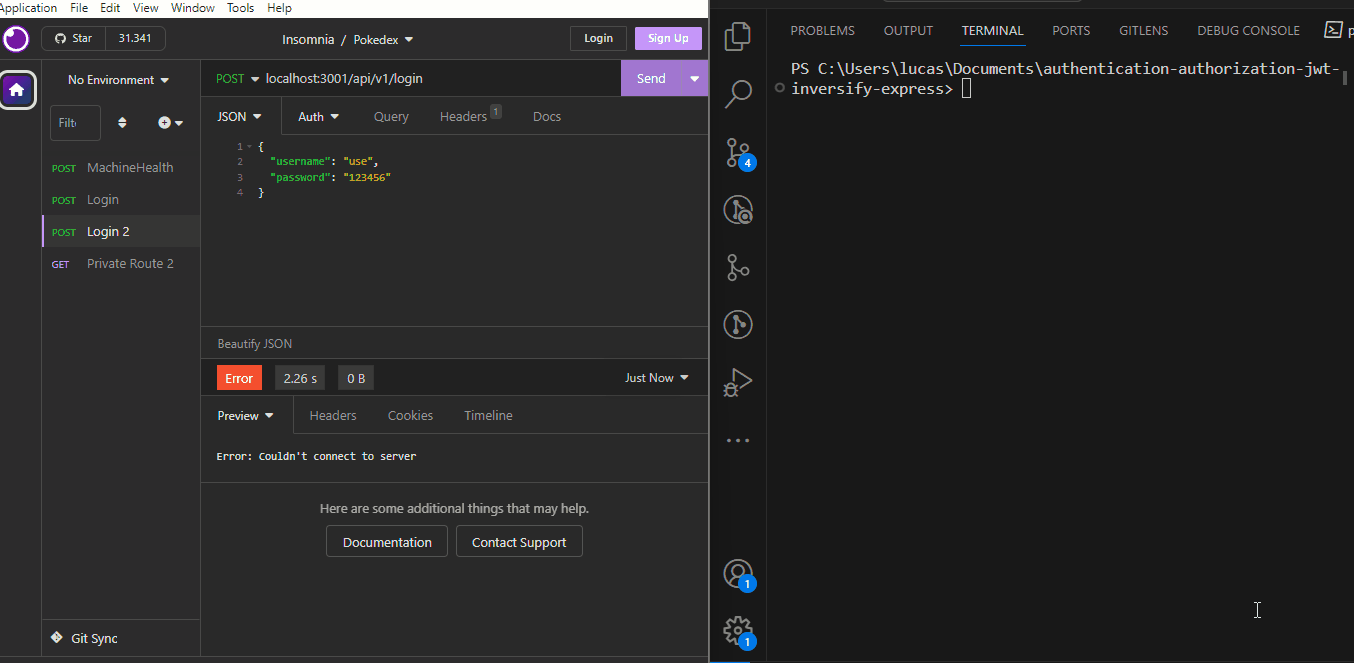 Application File Edit View Window Tools Help
Star 31.341
Insomnia / Pokedex
Login Sign Up
No Environment
POST localhost:3001/api/v1/login Send
JSON Auth Query Headers 1 Docs
POST MachineHealth
POST Login
POST Login 2
GET Private Route 2
1 {
2 "username": "use",
3 "password": "123456"
4 }
Beautify JSON
Error 2.26 s 0 B Just Now
Preview Headers Cookies Timeline
Error: Couldn't connect to server
Here are some additional things that may help.
Documentation Contact Support
Git Sync
PROBLEMS OUTPUT TERMINAL PORTS GITLENS DEBUG CONSOLE
PS C:\Users\lucas\Documents\authentication-authorization-jwt-
inversify-express>
4
1
1